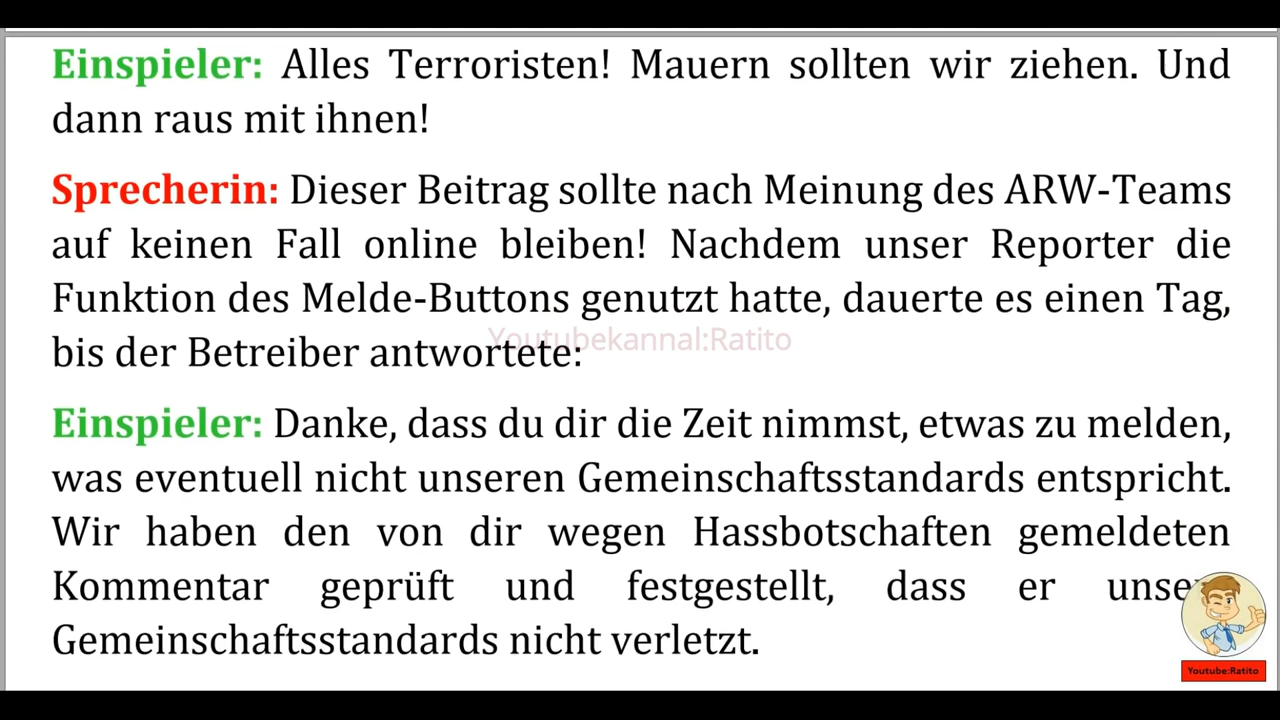 Einspieler: Alles Terroristen! Mauern sollten wir ziehen. Und
dann raus mit ihnen!
Sprecherin: Dieser Beitrag sollte nach Meinung des ARW-Teams
auf keinen Fall online bleiben! Nachdem unser Reporter die
Funktion des Melde-Buttons genutzt hatte, dauerte es einen Tag,
bis der Betreiber antwortete:
Youtubekannal:Ratito
Einspieler: Danke, dass du dir die Zeit nimmst, etwas zu melden,
was eventuell nicht unseren Gemeinschaftsstandards entspricht.
Wir haben den von dir wegen Hassbotschaften gemeldeten
Kommentar geprüft und festgestellt, dass er
Gemeinschaftsstandards nicht verletzt.
Youtube:Ratito